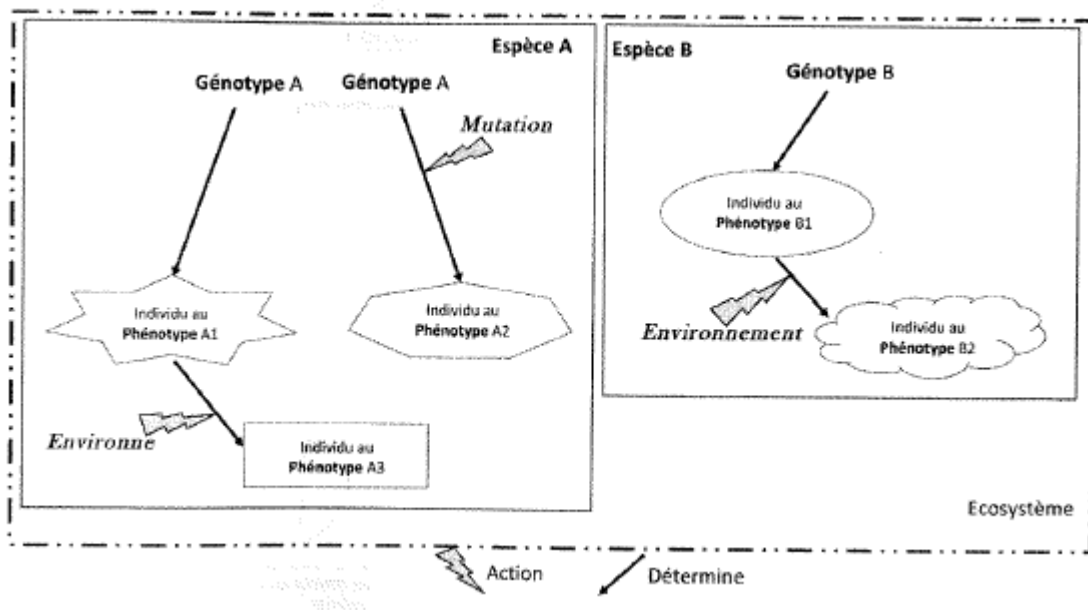 Espèce A
Génotype A
Génotype A
Mutation
Individu au
Phénotype A1
Individu au
Phénotype A2
Environne
Individu au
Phénotype A3
Espèce B
Génotype B
Individu au
Phénotype B1
Environnement
Individu au
Phénotype B2
Ecosystème
Action
Détermine